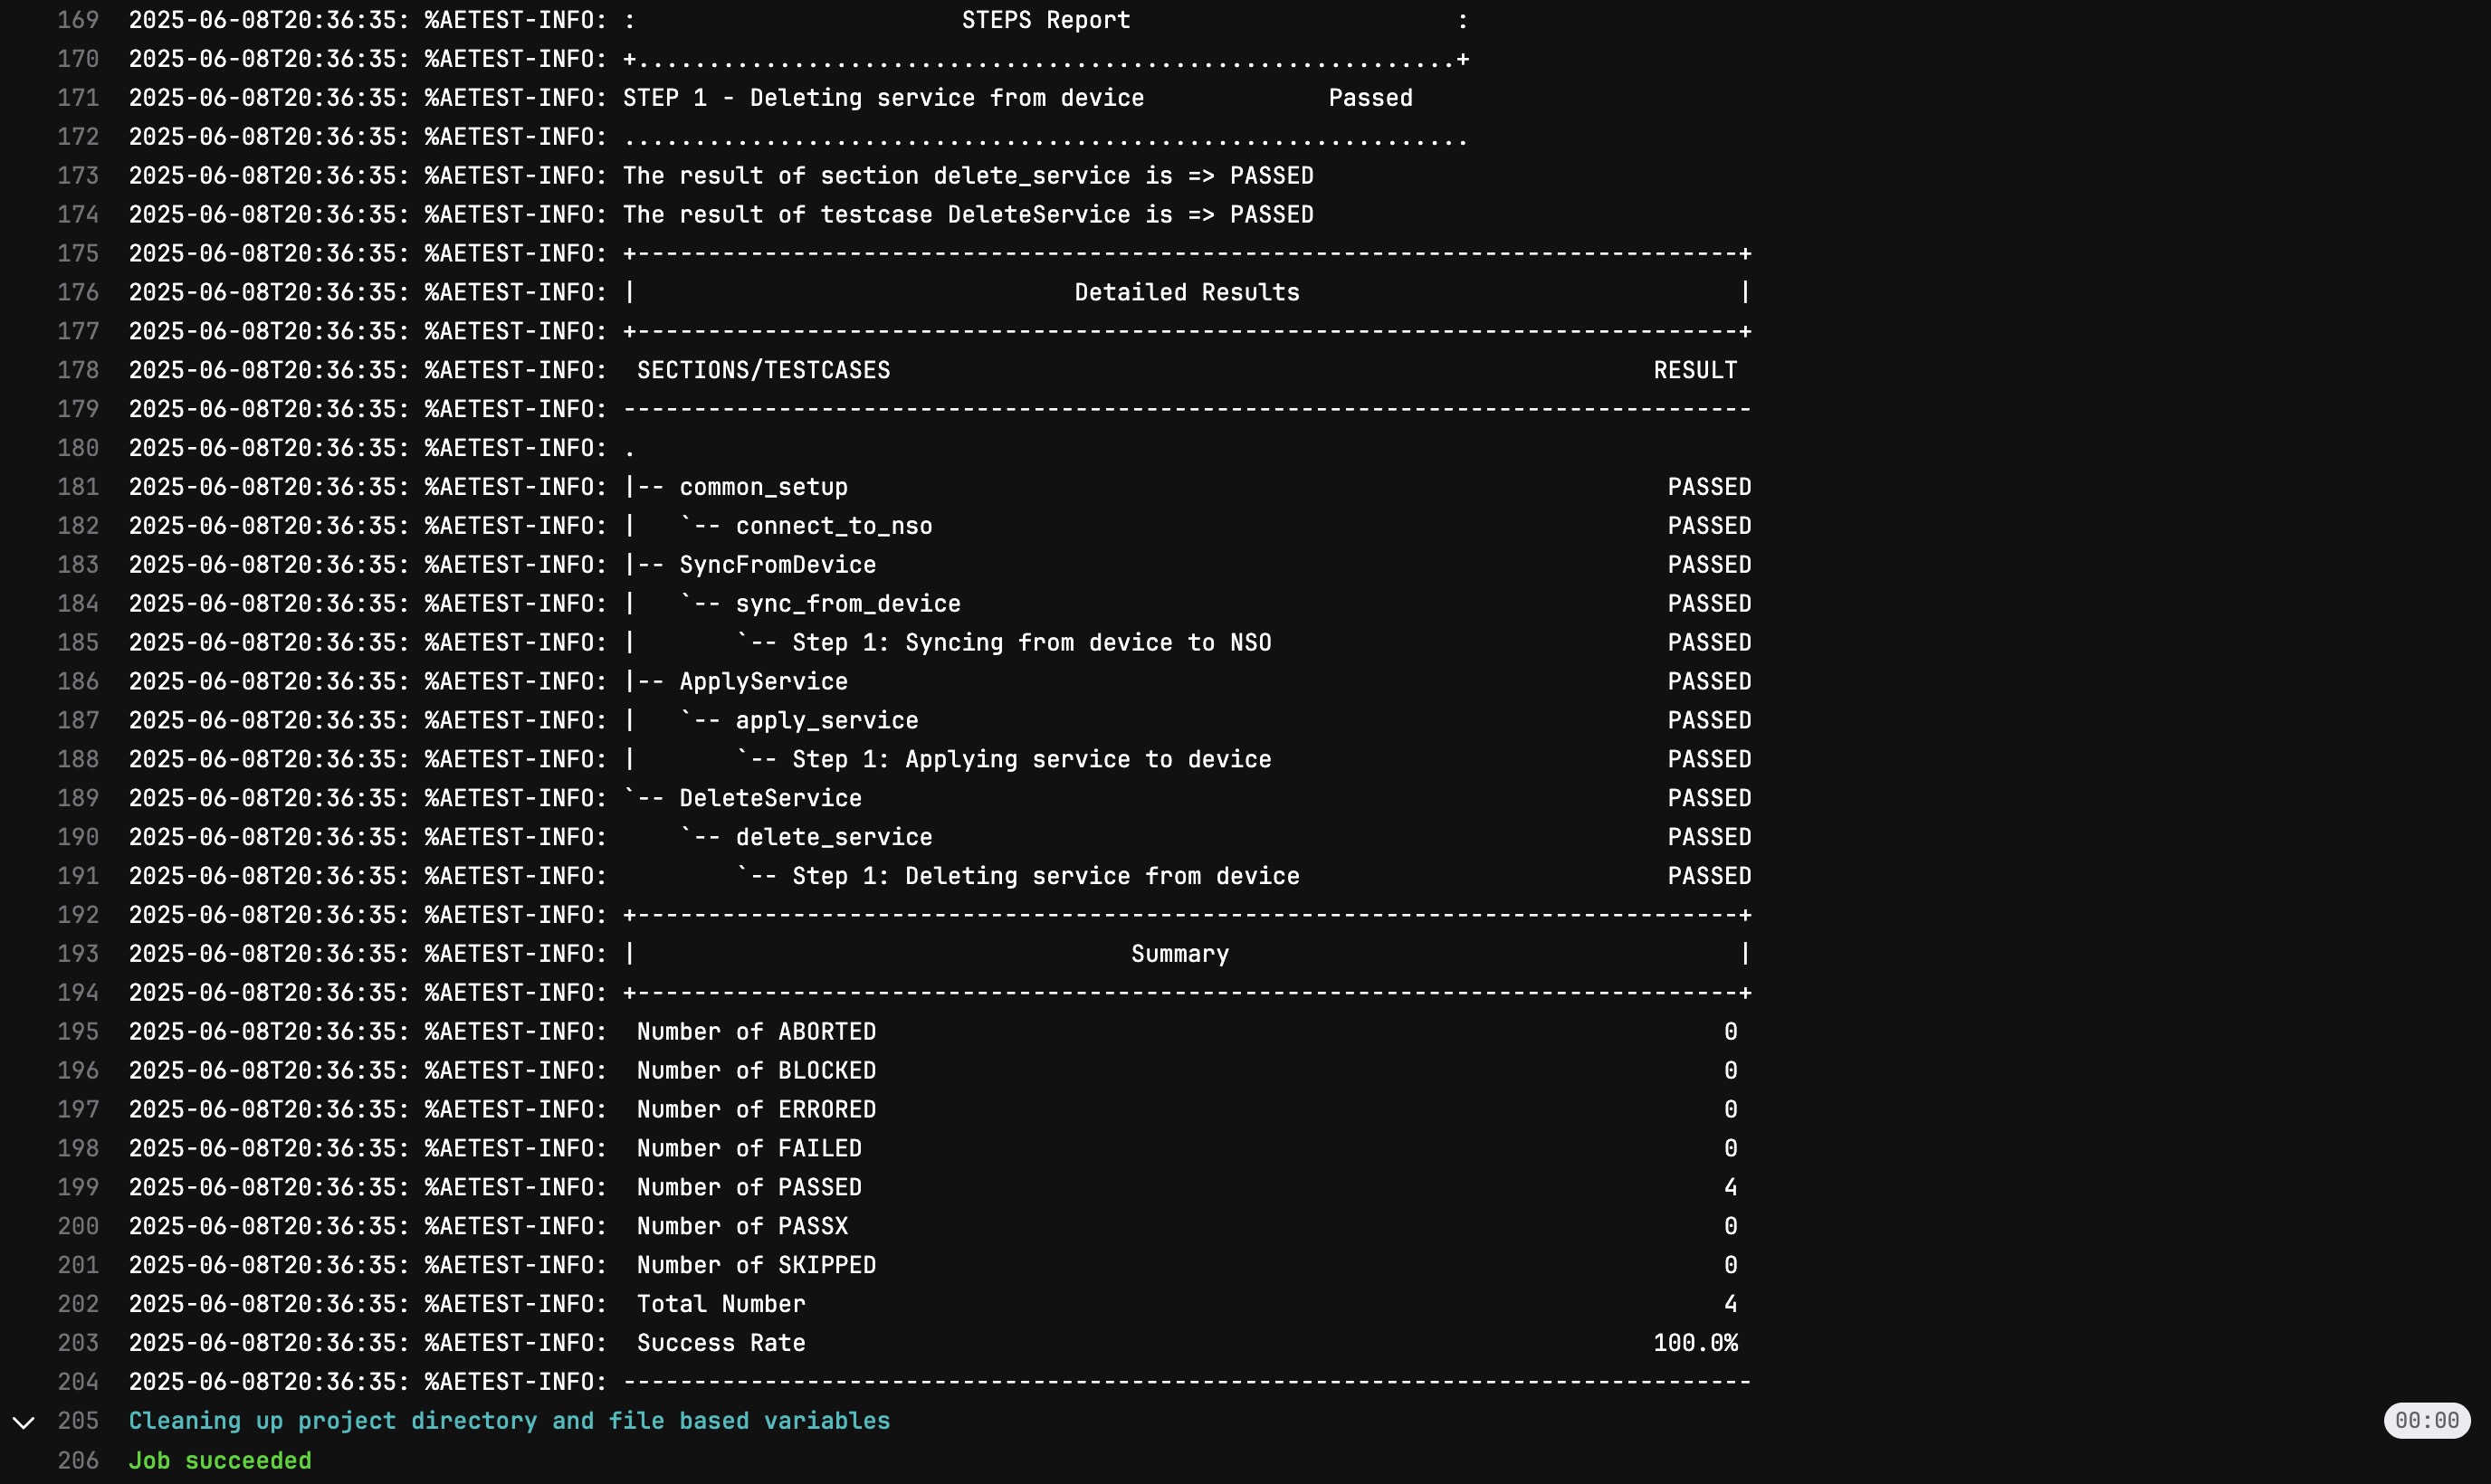 169 2025-06-08T20:36:35: %AETEST-INFO: :                       STEPS Report                       :
170 2025-06-08T20:36:35: %AETEST-INFO: +..........................................................+
171 2025-06-08T20:36:35: %AETEST-INFO: STEP 1 - Deleting service from device             Passed
172 2025-06-08T20:36:35: %AETEST-INFO: ............................................................
173 2025-06-08T20:36:35: %AETEST-INFO: The result of section delete_service is => PASSED
174 2025-06-08T20:36:35: %AETEST-INFO: The result of testcase DeleteService is => PASSED
175 2025-06-08T20:36:35: %AETEST-INFO: +------------------------------------------------------------------------------+
176 2025-06-08T20:36:35: %AETEST-INFO: |                               Detailed Results                               |
177 2025-06-08T20:36:35: %AETEST-INFO: +------------------------------------------------------------------------------+
178 2025-06-08T20:36:35: %AETEST-INFO:  SECTIONS/TESTCASES                                                      RESULT
179 2025-06-08T20:36:35: %AETEST-INFO: --------------------------------------------------------------------------------
180 2025-06-08T20:36:35: %AETEST-INFO: .
181 2025-06-08T20:36:35: %AETEST-INFO: |-- common_setup                                                          PASSED
182 2025-06-08T20:36:35: %AETEST-INFO: |   `-- connect_to_nso                                                    PASSED
183 2025-06-08T20:36:35: %AETEST-INFO: |-- SyncFromDevice                                                        PASSED
184 2025-06-08T20:36:35: %AETEST-INFO: |   `-- sync_from_device                                                  PASSED
185 2025-06-08T20:36:35: %AETEST-INFO: |       `-- Step 1: Syncing from device to NSO                            PASSED
186 2025-06-08T20:36:35: %AETEST-INFO: |-- ApplyService                                                          PASSED
187 2025-06-08T20:36:35: %AETEST-INFO: |   `-- apply_service                                                     PASSED
188 2025-06-08T20:36:35: %AETEST-INFO: |       `-- Step 1: Applying service to device                            PASSED
189 2025-06-08T20:36:35: %AETEST-INFO: `-- DeleteService                                                         PASSED
190 2025-06-08T20:36:35: %AETEST-INFO:     `-- delete_service                                                    PASSED
191 2025-06-08T20:36:35: %AETEST-INFO:         `-- Step 1: Deleting service from device                          PASSED
192 2025-06-08T20:36:35: %AETEST-INFO: +------------------------------------------------------------------------------+
193 2025-06-08T20:36:35: %AETEST-INFO: |                                   Summary                                    |
194 2025-06-08T20:36:35: %AETEST-INFO: +------------------------------------------------------------------------------+
195 2025-06-08T20:36:35: %AETEST-INFO:  Number of ABORTED                                                            0
196 2025-06-08T20:36:35: %AETEST-INFO:  Number of BLOCKED                                                            0
197 2025-06-08T20:36:35: %AETEST-INFO:  Number of ERRORED                                                            0
198 2025-06-08T20:36:35: %AETEST-INFO:  Number of FAILED                                                             0
199 2025-06-08T20:36:35: %AETEST-INFO:  Number of PASSED                                                             4
200 2025-06-08T20:36:35: %AETEST-INFO:  Number of PASSX                                                              0
201 2025-06-08T20:36:35: %AETEST-INFO:  Number of SKIPPED                                                            0
202 2025-06-08T20:36:35: %AETEST-INFO:  Total Number                                                                 4
203 2025-06-08T20:36:35: %AETEST-INFO:  Success Rate                                                            100.0%
204 2025-06-08T20:36:35: %AETEST-INFO: --------------------------------------------------------------------------------
205 Cleaning up project directory and file based variables 00:00
206 Job succeeded